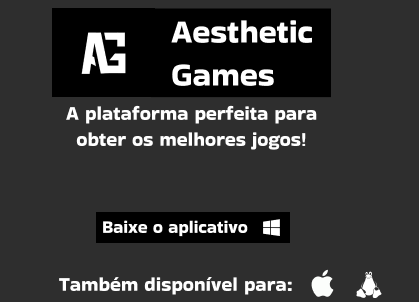 AG
Aesthetic
Games
A plataforma perfeita para
obter os melhores jogos!
Baixe o aplicativo
Também disponível para: